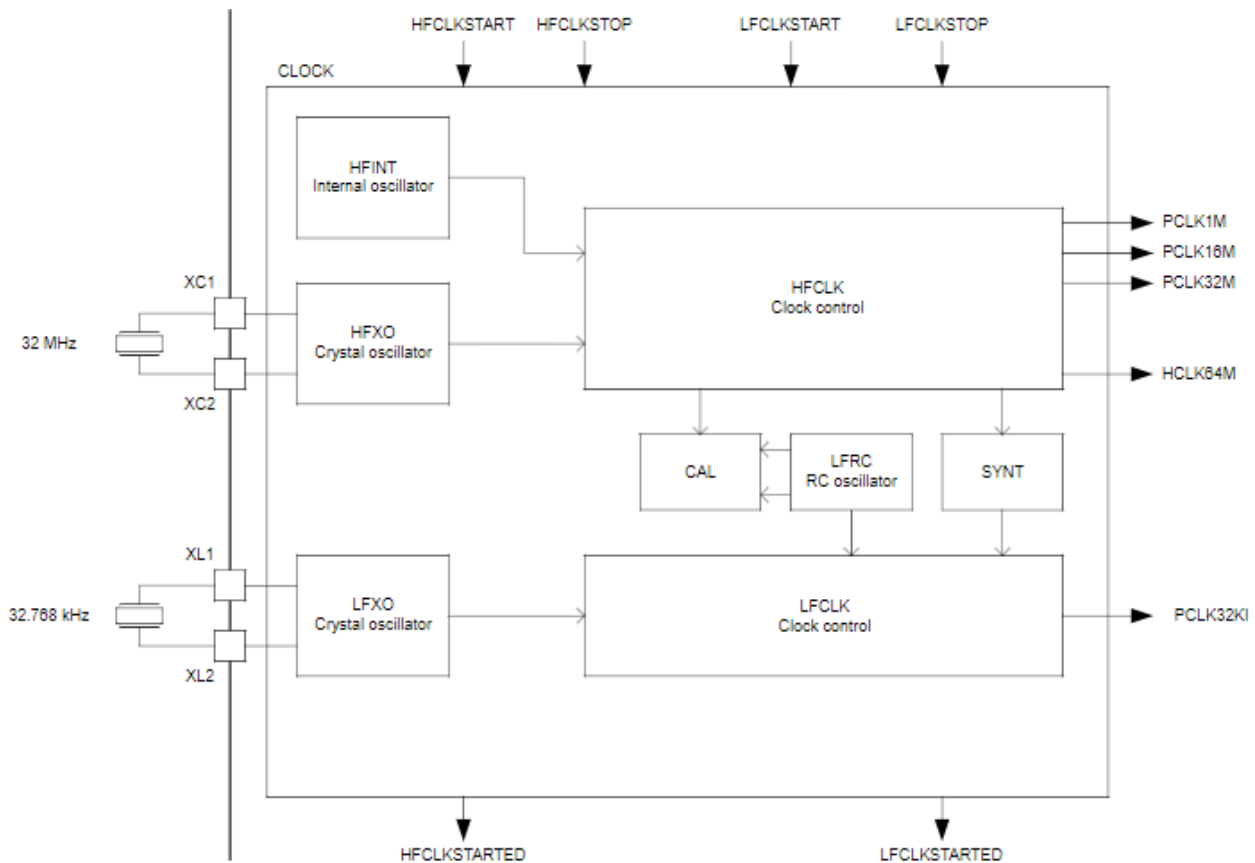 HFCLKSTART
HFCLKSTOP
LFCLKSTART
LFCLKSTOP
CLOCK
HFINT
Internal oscillator
PCLK1M
PCLK16M
PCLK32M
HFCLK
Clock control
XC1
32 MHz
HFXO
Crystal oscillator
HCLK64M
XC2
CAL
LFRC
RC oscillator
SYNT
XL1
32.768 kHz
LFXO
Crystal oscillator
LFCLK
Clock control
PCLK32KI
XL2
HFCLKSTARTED
LFCLKSTARTED